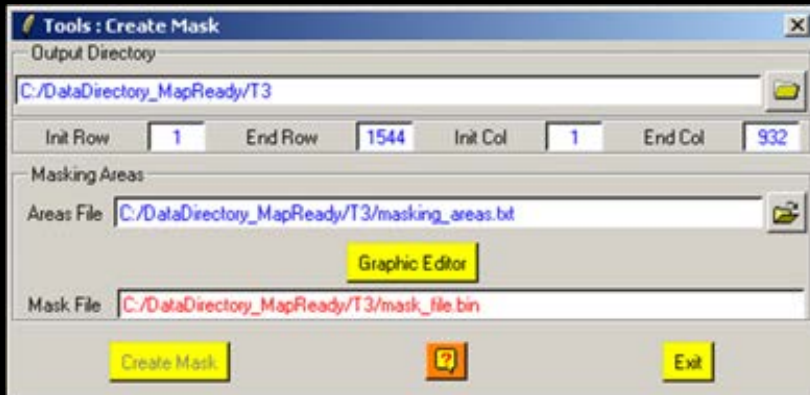 Tools : Create Mask
Output Directory
C:/DataDirectory_MapReady/T3
Init Row 1 End Row 1544 Init Col 1 End Col 932
Masking Areas
Areas File C:/DataDirectory_MapReady/T3/masking_areas.txt
Graphic Editor
Mask File C:/DataDirectory_MapReady/T3/mask_file.bin
Create Mask ? Exit